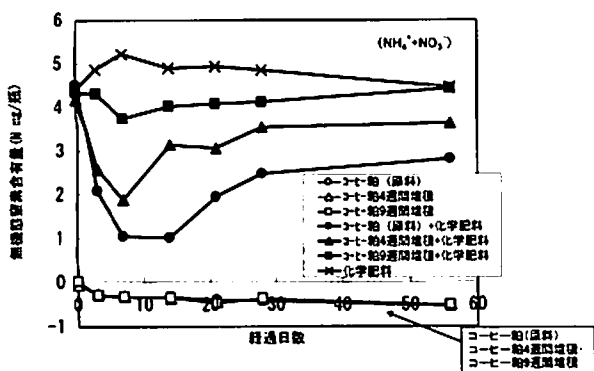 6
5
4
3
2
1
0
-1
(NH₄⁺+NO₃⁻)
無機態窒素含有量(N mg/瓶)
コーヒー粕(原料)
コーヒー粕4週間堆積
コーヒー粕9週間堆積
コーヒー粕(原料)+化学肥料
コーヒー粕4週間堆積+化学肥料
コーヒー粕9週間堆積+化学肥料
化学肥料
0 10 20 30 40 50 60
経過日数
コーヒー粕(原料)
コーヒー粕4週間堆積
コーヒー粕9週間堆積